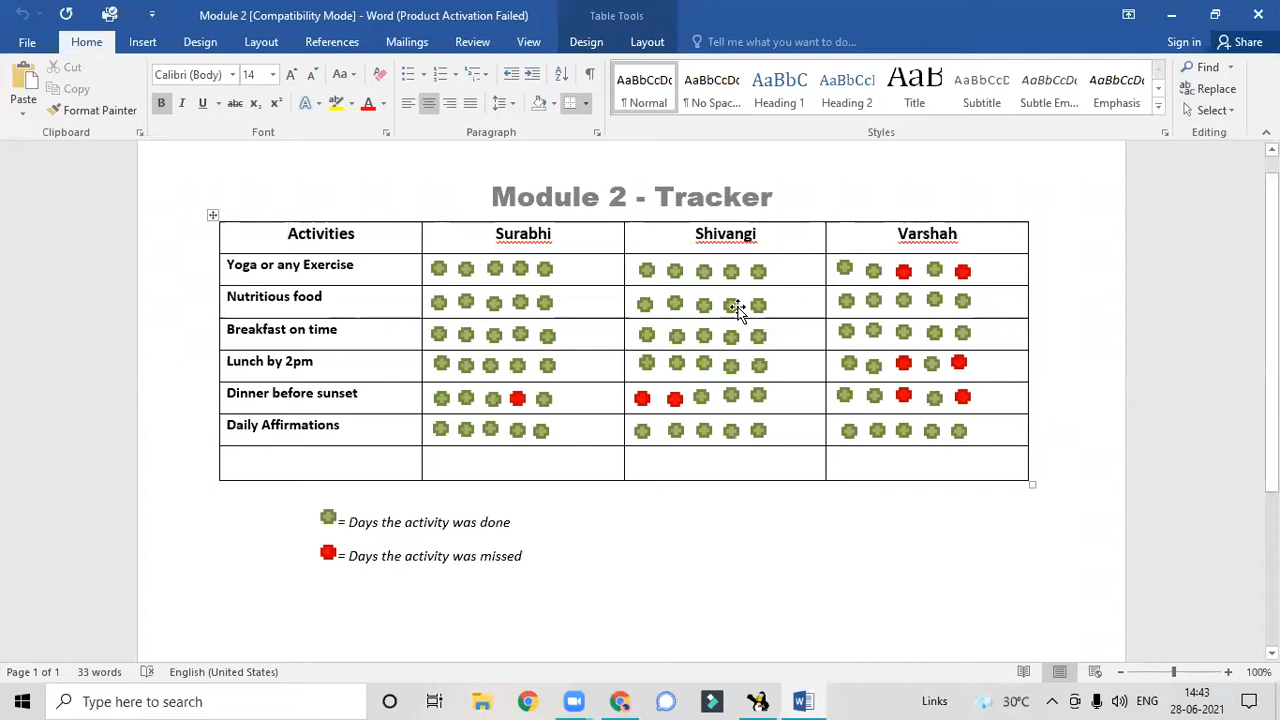 Module 2 [Compatibility Mode] - Word (Product Activation Failed)
Table Tools
File
Home
Insert
Design
Layout
References
Mailings
Review
View
Design
Layout
Tell me what you want to do...
Sign in
Share
Paste
Cut
Copy
Format Painter
Clipboard
Calibri (Body)
14
Font
Paragraph
AaBbCcDc
¶ Normal
AaBbCcDc
¶ No Spac...
AaBbC
Heading 1
AaBbCcI
Heading 2
AaB
Title
AaBbCcD
Subtitle
AaBbCcDt
Subtle Em...
AaBbCcDt
Emphasis
Styles
Find
Replace
Select
Editing
Module 2 - Tracker
Activities Surabhi Shivangi Varshah
Yoga or any Exercise
Nutritious food
Breakfast on time
Lunch by 2pm
Dinner before sunset
Daily Affirmations
= Days the activity was done
= Days the activity was missed
Page 1 of 1
33 words
English (United States)
100%
Type here to search
Links
30°C
ENG
14:43
28-06-2021